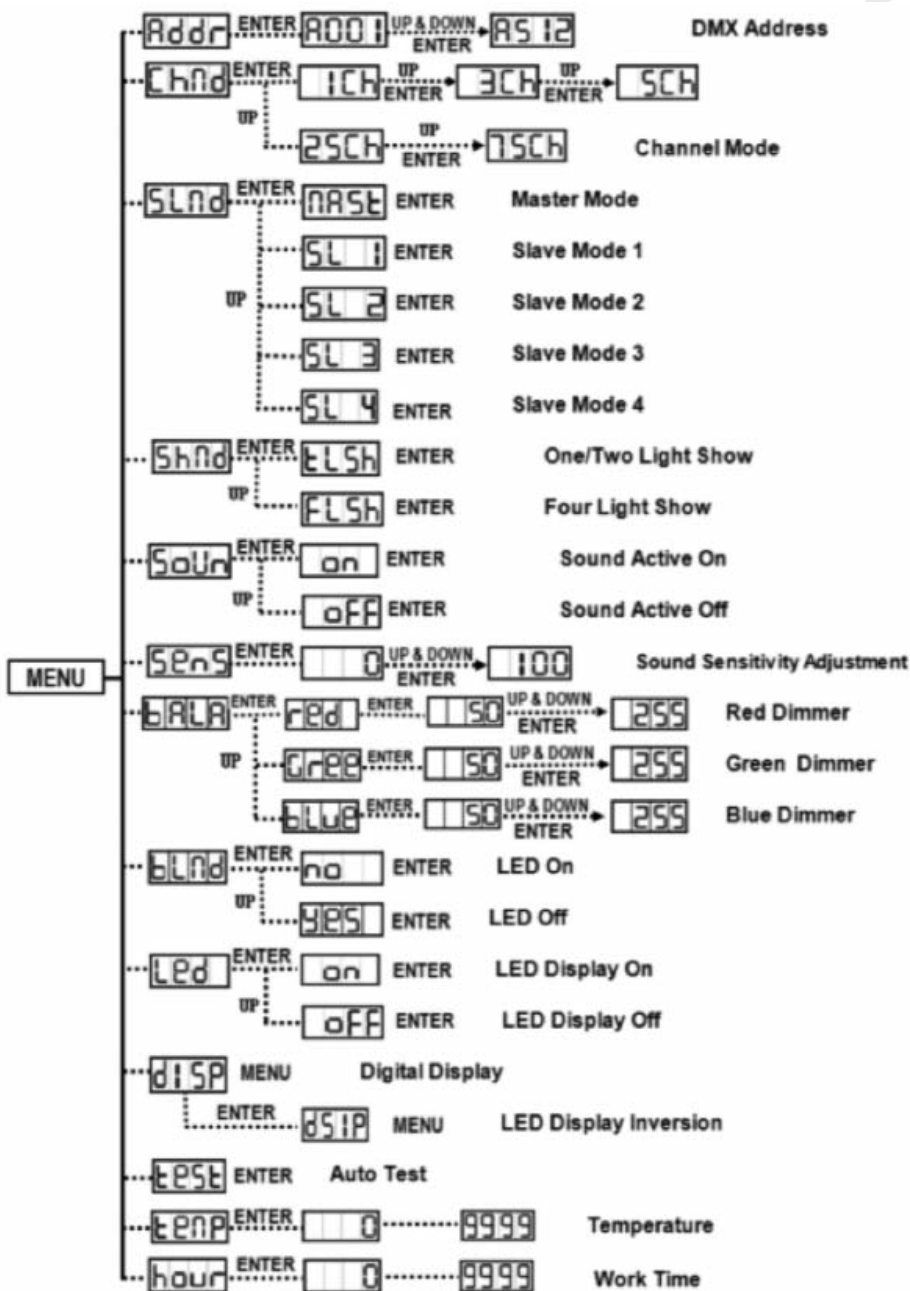 Addr ENTER A001 UP & DOWN ENTER A512 DMX Address
ChMd ENTER 1Ch UP ENTER 3Ch UP ENTER 5Ch
UP 25Ch UP ENTER 75Ch Channel Mode
SLMd ENTER MASt ENTER Master Mode
SL 1 ENTER Slave Mode 1
UP SL 2 ENTER Slave Mode 2
SL 3 ENTER Slave Mode 3
SL 4 ENTER Slave Mode 4
ShMd ENTER tLSh ENTER One/Two Light Show
UP FLSh ENTER Four Light Show
SoUn ENTER on ENTER Sound Active On
UP oFF ENTER Sound Active Off
MENU SenS ENTER 0 UP & DOWN ENTER 100 Sound Sensitivity Adjustment
bALA ENTER red ENTER 50 UP & DOWN ENTER 255 Red Dimmer
UP Gree ENTER 50 UP & DOWN ENTER 255 Green Dimmer
bLue ENTER 50 UP & DOWN ENTER 255 Blue Dimmer
bLMd ENTER no ENTER LED On
UP yes ENTER LED Off
Led ENTER on ENTER LED Display On
UP oFF ENTER LED Display Off
dISP MENU Digital Display
ENTER dSIP MENU LED Display Inversion
test ENTER Auto Test
teMP ENTER 0 9999 Temperature
hour ENTER 0 9999 Work Time